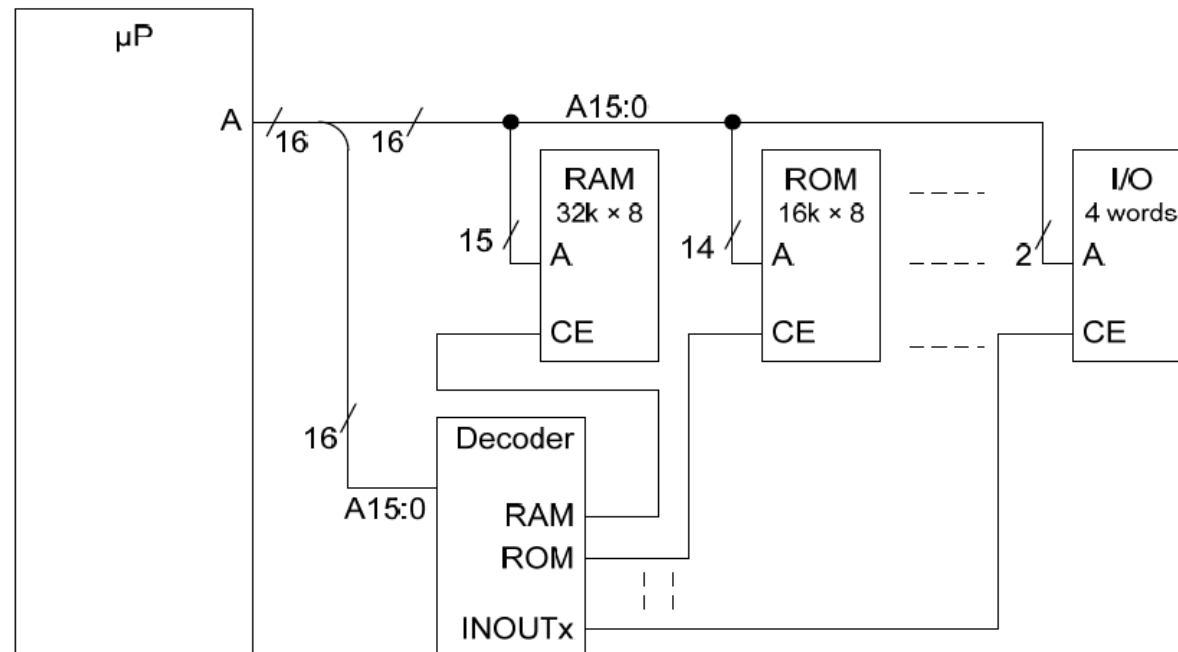 µP
A
16
16
A15:0
RAM
32k × 8
15
A
CE
ROM
16k × 8
14
A
CE
I/O
4 words
2
A
CE
16
A15:0
Decoder
RAM
ROM
INOUTx